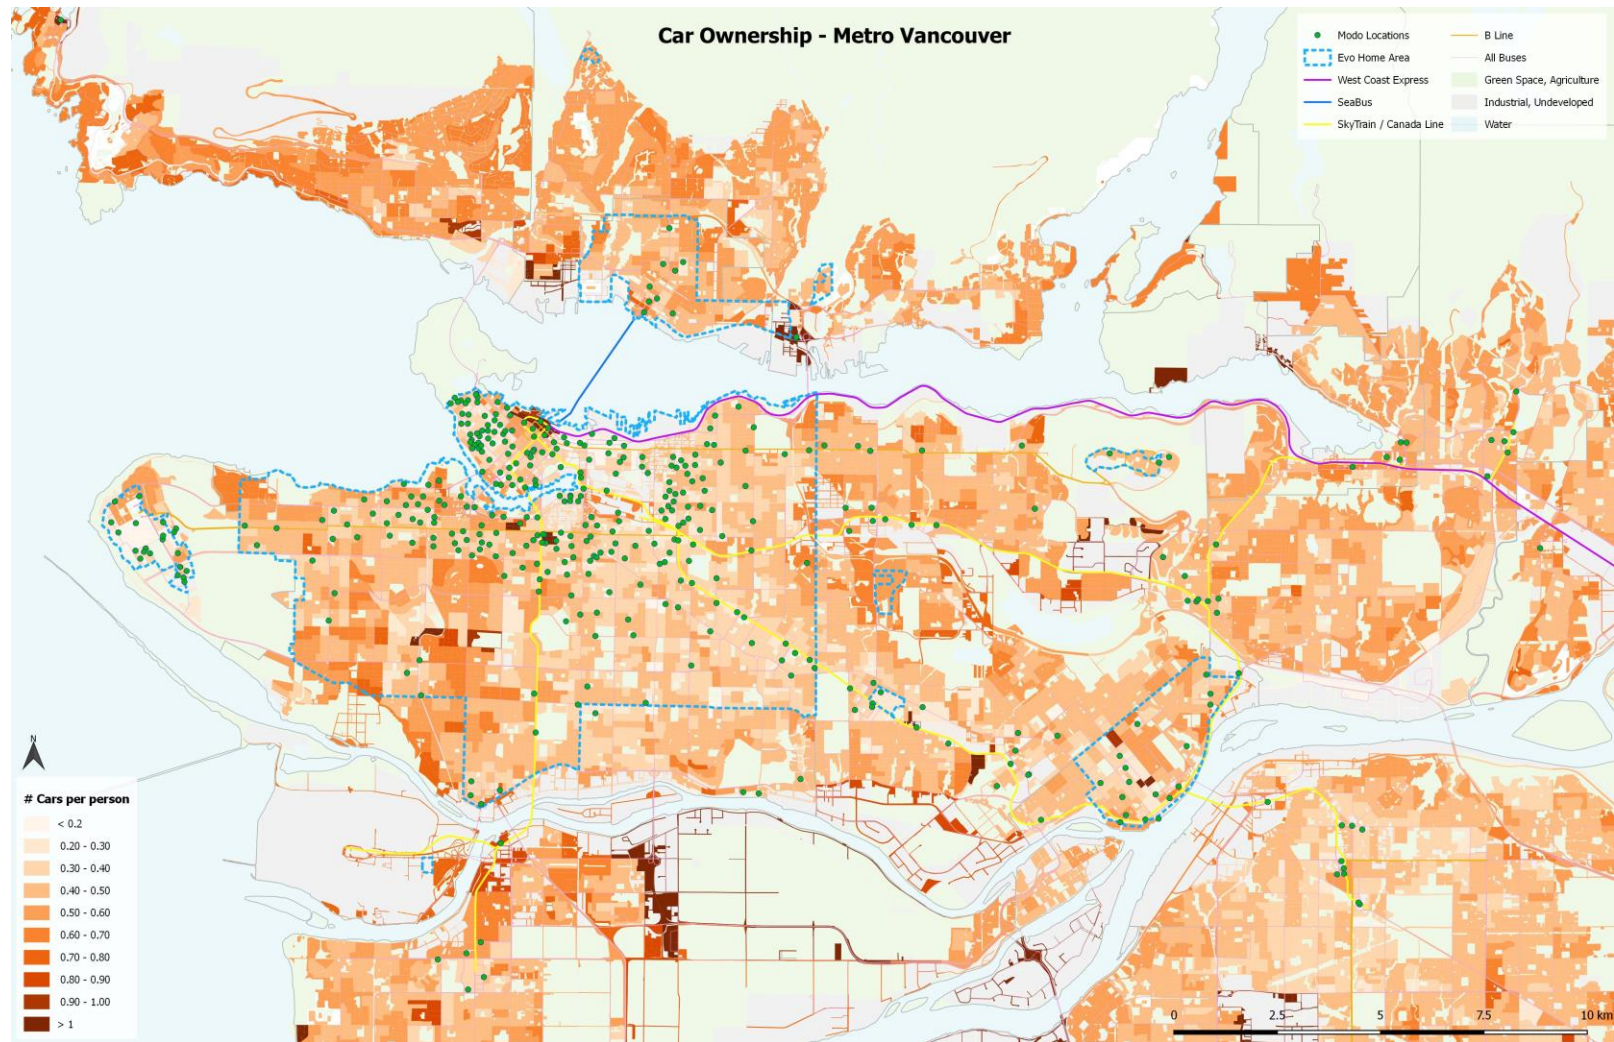 Car Ownership - Metro Vancouver
Modo Locations
Evo Home Area
West Coast Express
SeaBus
SkyTrain / Canada Line
B Line
All Buses
Green Space, Agriculture
Industrial, Undeveloped
Water
N
# Cars per person
< 0.2
0.20 - 0.30
0.30 - 0.40
0.40 - 0.50
0.50 - 0.60
0.60 - 0.70
0.70 - 0.80
0.80 - 0.90
0.90 - 1.00
> 1
0 2.5 5 7.5 10 km